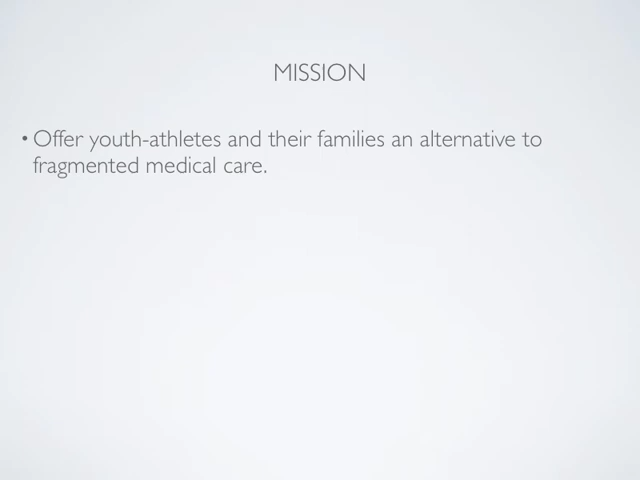 MISSION
• Offer youth-athletes and their families an alternative to
fragmented medical care.